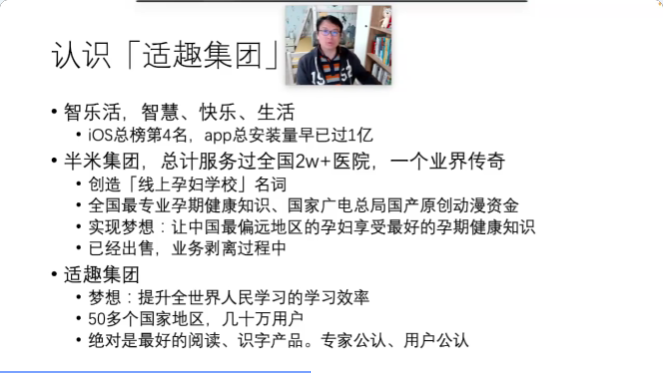 认识「适趣集团」
• 智乐活，智慧、快乐、生活
• iOS总榜第4名，app总安装量早已过1亿
• 半米集团，总计服务过全国2w+医院，一个业界传奇
• 创造「线上孕妇学校」名词
• 全国最专业孕期健康知识、国家广电总局国产原创动漫资金
• 实现梦想：让中国最偏远地区的孕妇享受最好的孕期健康知识
• 已经出售，业务剥离过程中
• 适趣集团
• 梦想：提升全世界人民学习的学习效率
• 50多个国家地区，几十万用户
• 绝对是最好的阅读、识字产品。专家公认、用户公认